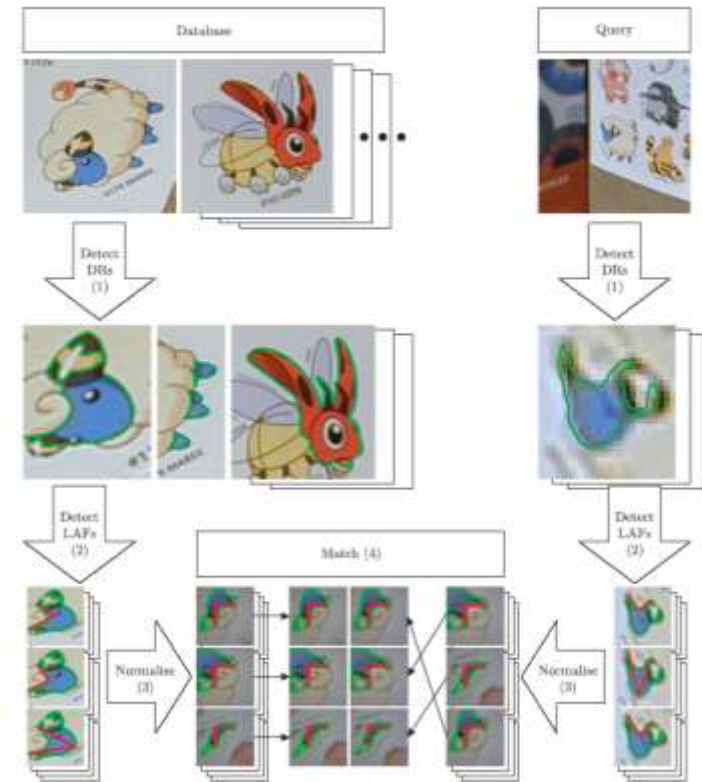 Database
Query
Detect
DRs
(1)
Detect
DRs
(1)
Detect
LAFs
(2)
Match (4)
Detect
LAFs
(2)
Normalise
(3)
Normalise
(3)